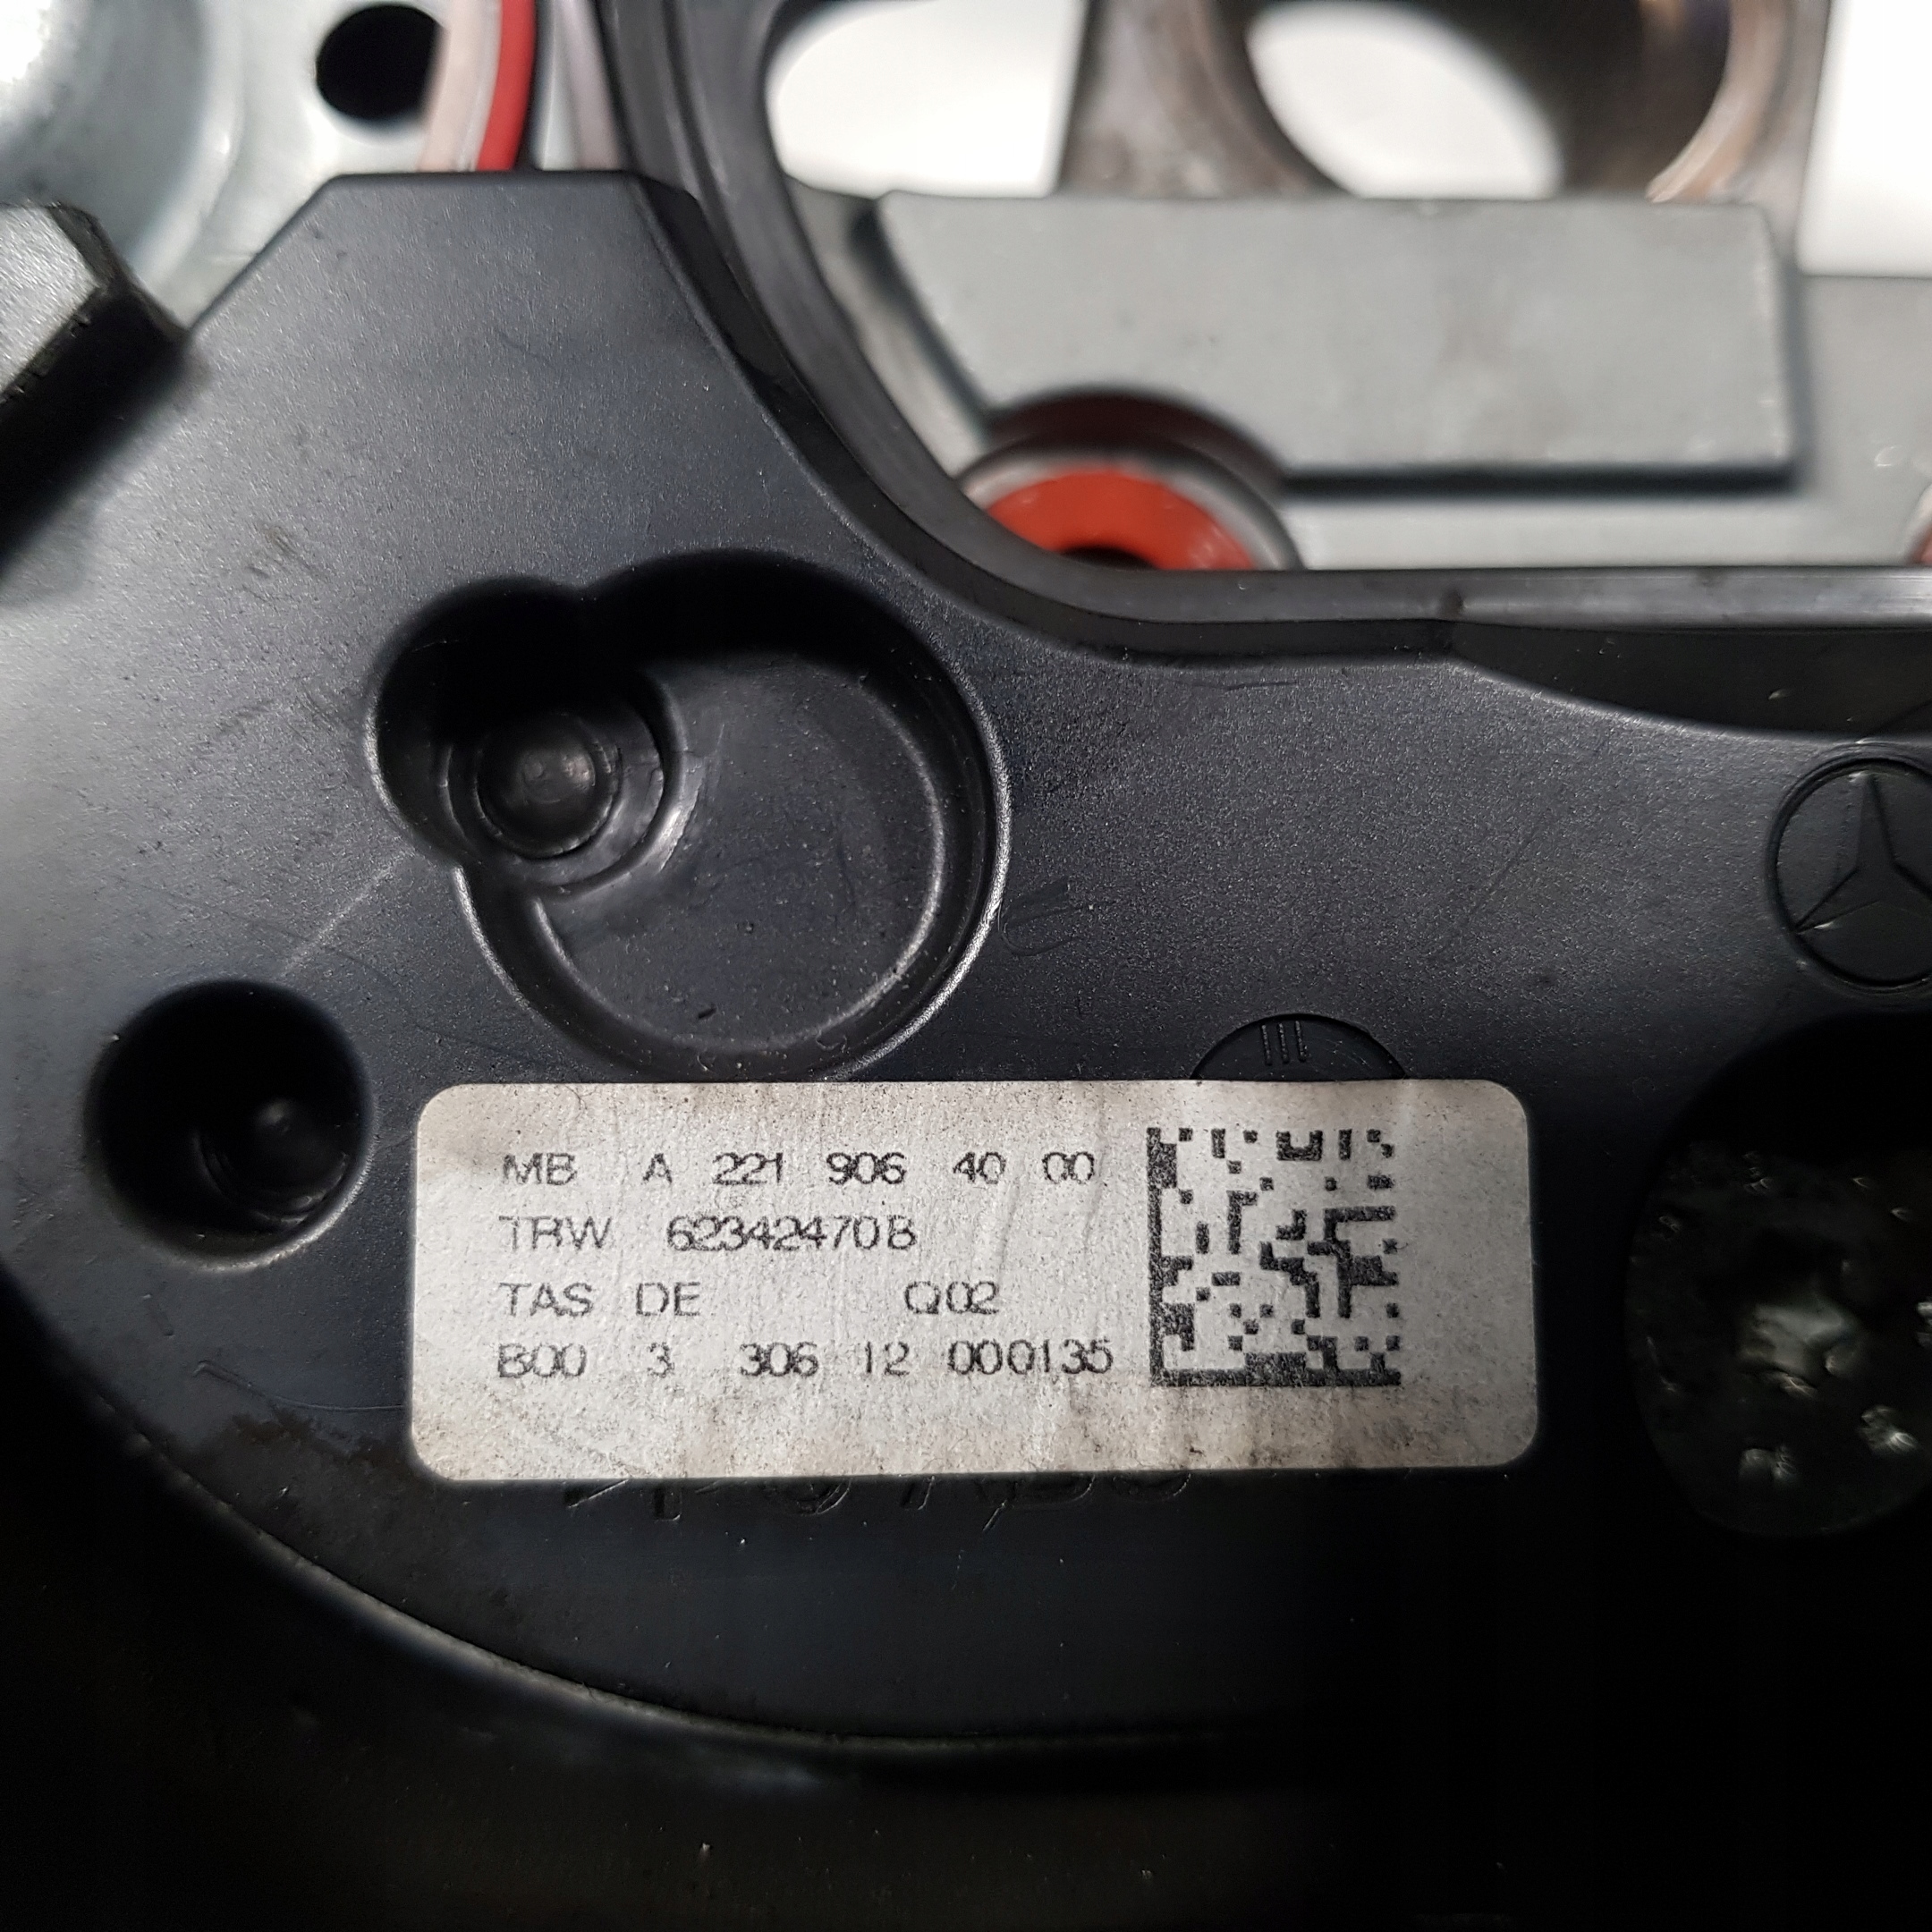 MB A 221 906 40 00
TRW 62342470B
TAS DE Q02
B00 3 306 12 000135